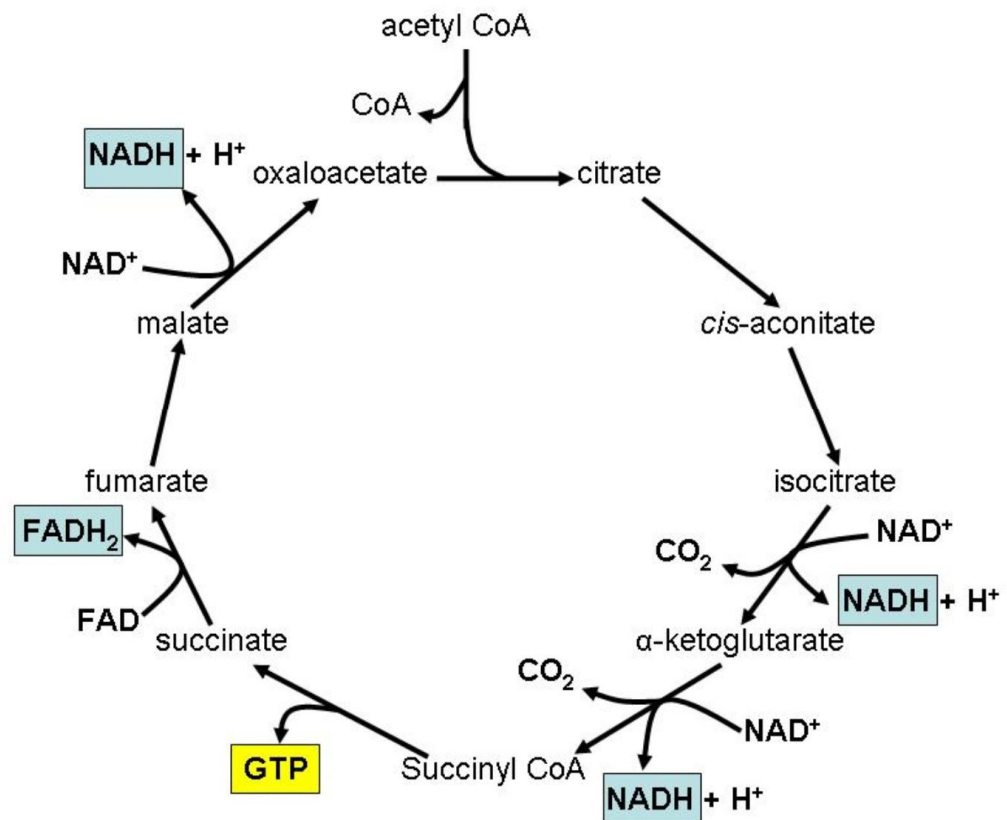 acetyl CoA
CoA
NADH + H⁺
oxaloacetate
citrate
NAD⁺
malate
cis-aconitate
fumarate
isocitrate
FADH₂
NAD⁺
CO₂
NADH + H⁺
FAD
succinate
α-ketoglutarate
CO₂
NAD⁺
GTP
Succinyl CoA
NADH + H⁺